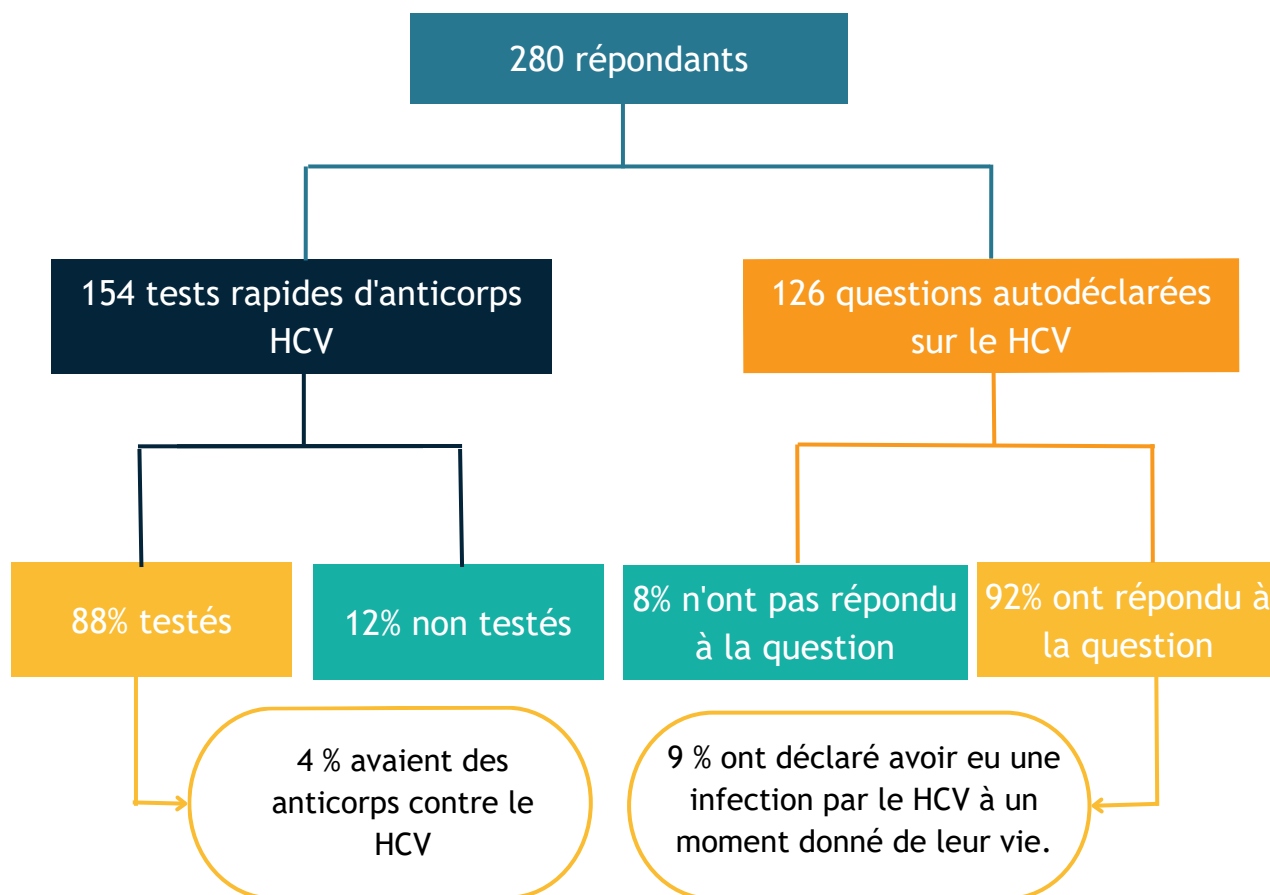 280 répondants
154 tests rapides d'anticorps
HCV
126 questions autodéclarées
sur le HCV
88% testés
12% non testés
8% n'ont pas répondu
à la question
92% ont répondu à
la question
4 % avaient des
anticorps contre le
HCV
9 % ont déclaré avoir eu une
infection par le HCV à un
moment donné de leur vie.